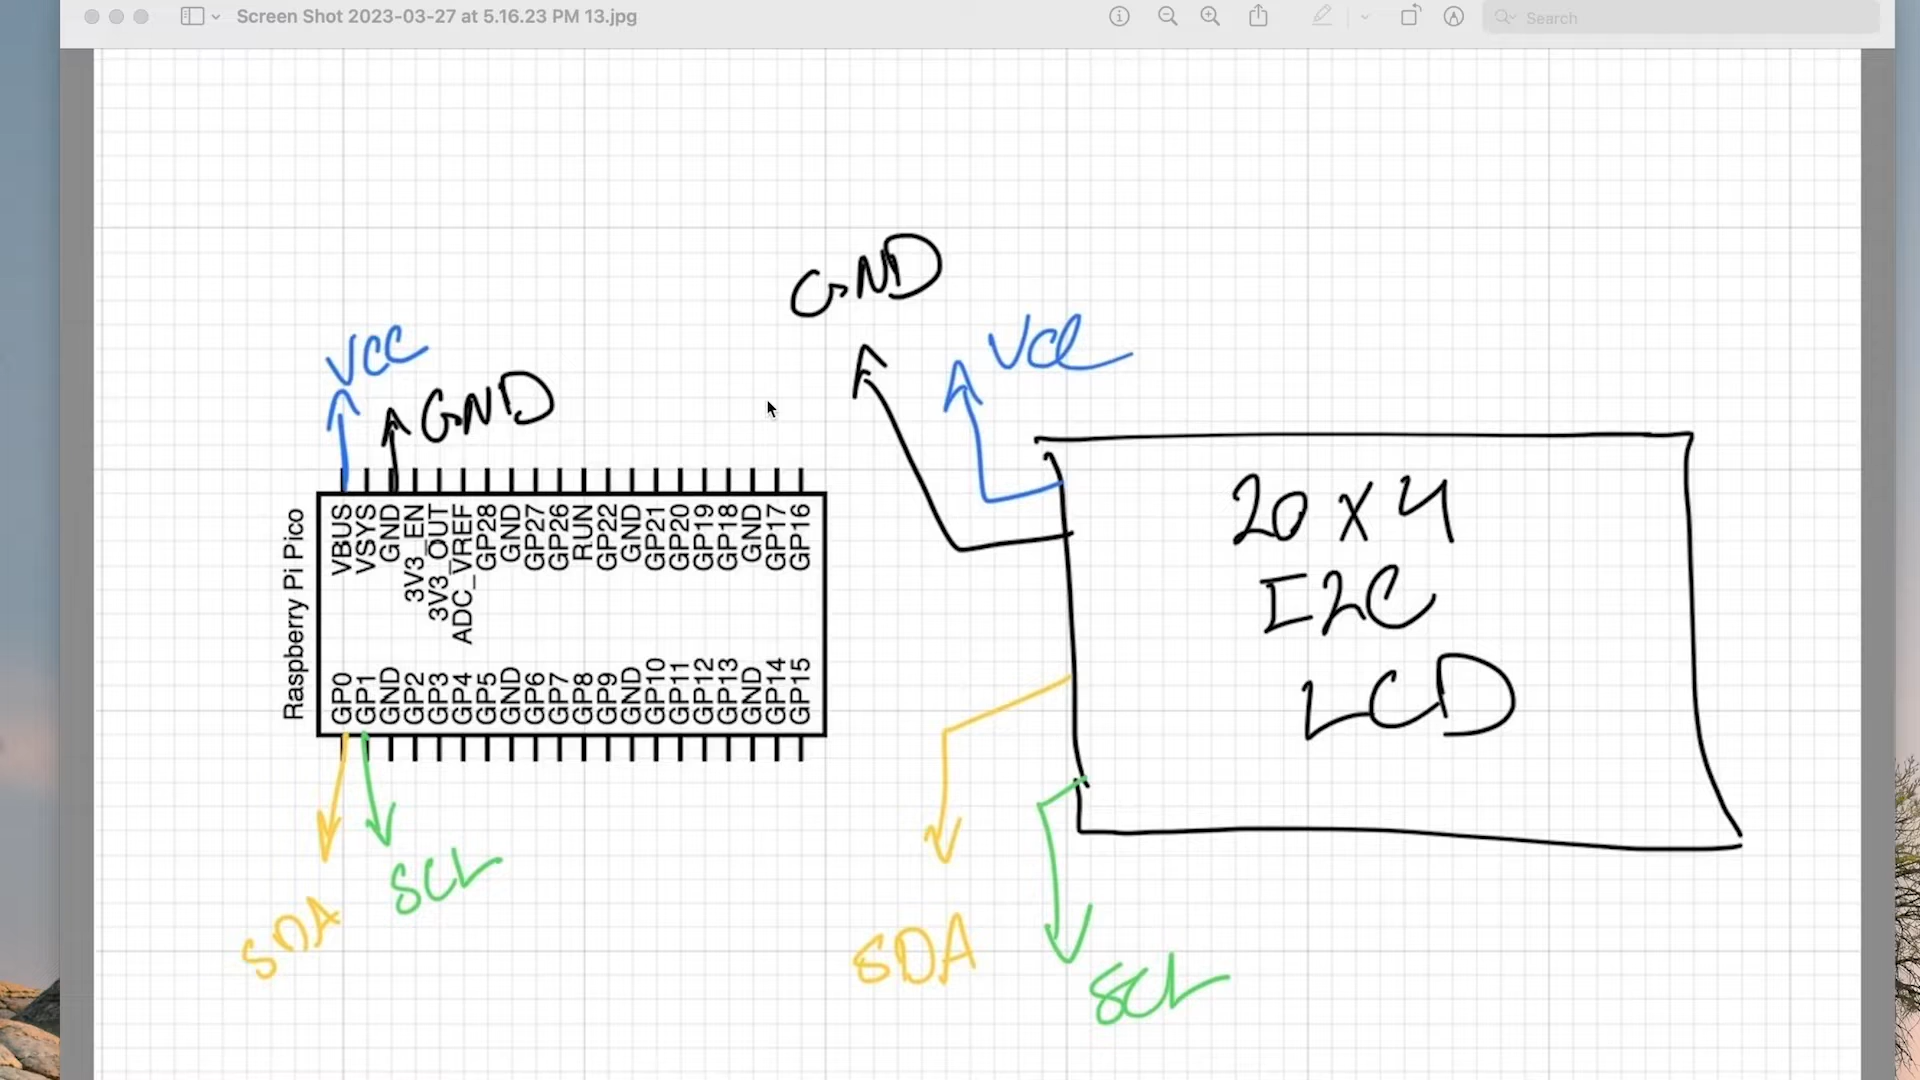 Screen Shot 2023-03-27 at 5.16.23 PM 13.jpg
Search
GND
VCC
VCC
GND
Raspberry Pi Pico
VBUS
VSYS
GND
3V3_EN
3V3_OUT
ADC_VREF
GP28
GND
GP27
GP26
RUN
GP22
GND
GP21
GP20
GP19
GP18
GND
GP17
GP16
GP0
GP1
GND
GP2
GP3
GP4
GP5
GND
GP6
GP7
GP8
GP9
GND
GP10
GP11
GP12
GP13
GND
GP14
GP15
20 x 4
I2C
LCD
SDA
SCL
SDA
SCL